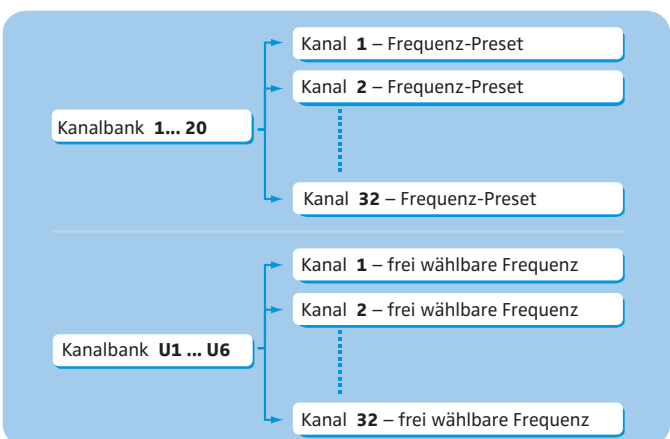 Kanal 1 – Frequenz-Preset
Kanal 2 – Frequenz-Preset
Kanalbank 1... 20
Kanal 32 – Frequenz-Preset
Kanal 1 – frei wählbare Frequenz
Kanal 2 – frei wählbare Frequenz
Kanalbank U1 ... U6
Kanal 32 – frei wählbare Frequenz